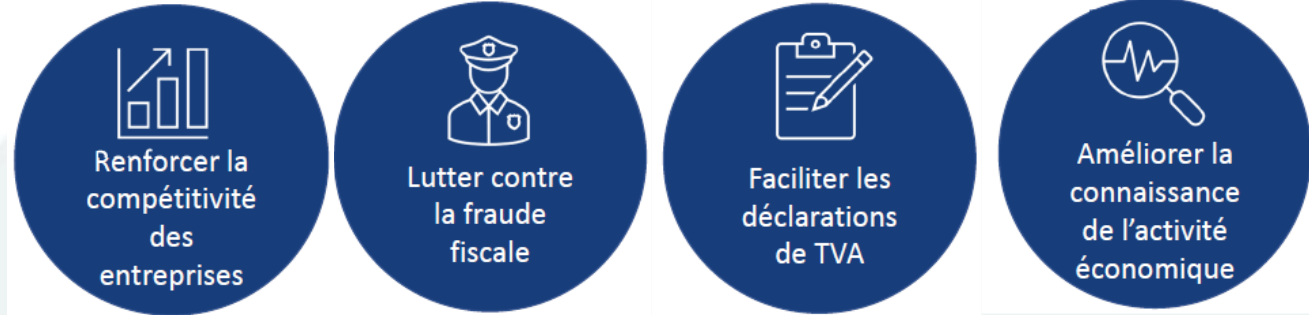 Renforcer la
compétitivité
des
entreprises
Lutter contre
la fraude
fiscale
Faciliter les
déclarations
de TVA
Améliorer la
connaissance
de l’activité
économique